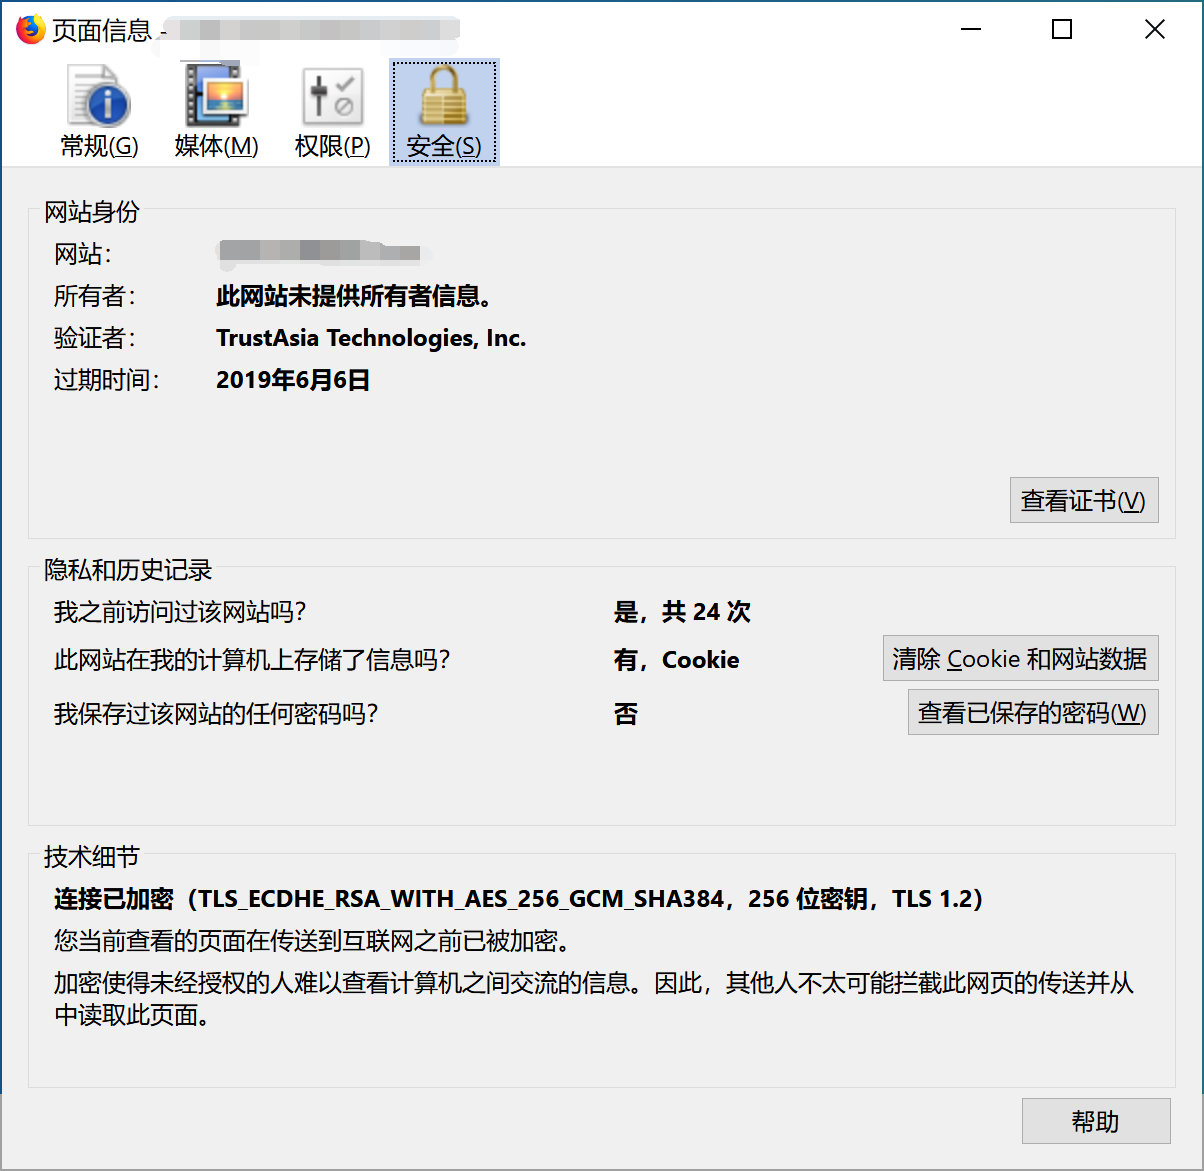 页面信息 -
常规(G) 媒体(M) 权限(P) 安全(S)
网站身份
网站：
所有者： 此网站未提供所有者信息。
验证者： TrustAsia Technologies, Inc.
过期时间： 2019年6月6日
查看证书(V)
隐私和历史记录
我之前访问过该网站吗？ 是，共 24 次
此网站在我的计算机上存储了信息吗？ 有，Cookie 清除 Cookie 和网站数据
我保存过该网站的任何密码吗？ 否 查看已保存的密码(W)
技术细节
连接已加密（TLS_ECDHE_RSA_WITH_AES_256_GCM_SHA384，256 位密钥，TLS 1.2）
您当前查看的页面在传送到互联网之前已被加密。
加密使得未经授权的人难以查看计算机之间交流的信息。因此，其他人不太可能拦截此网页的传送并从
中读取此页面。
帮助